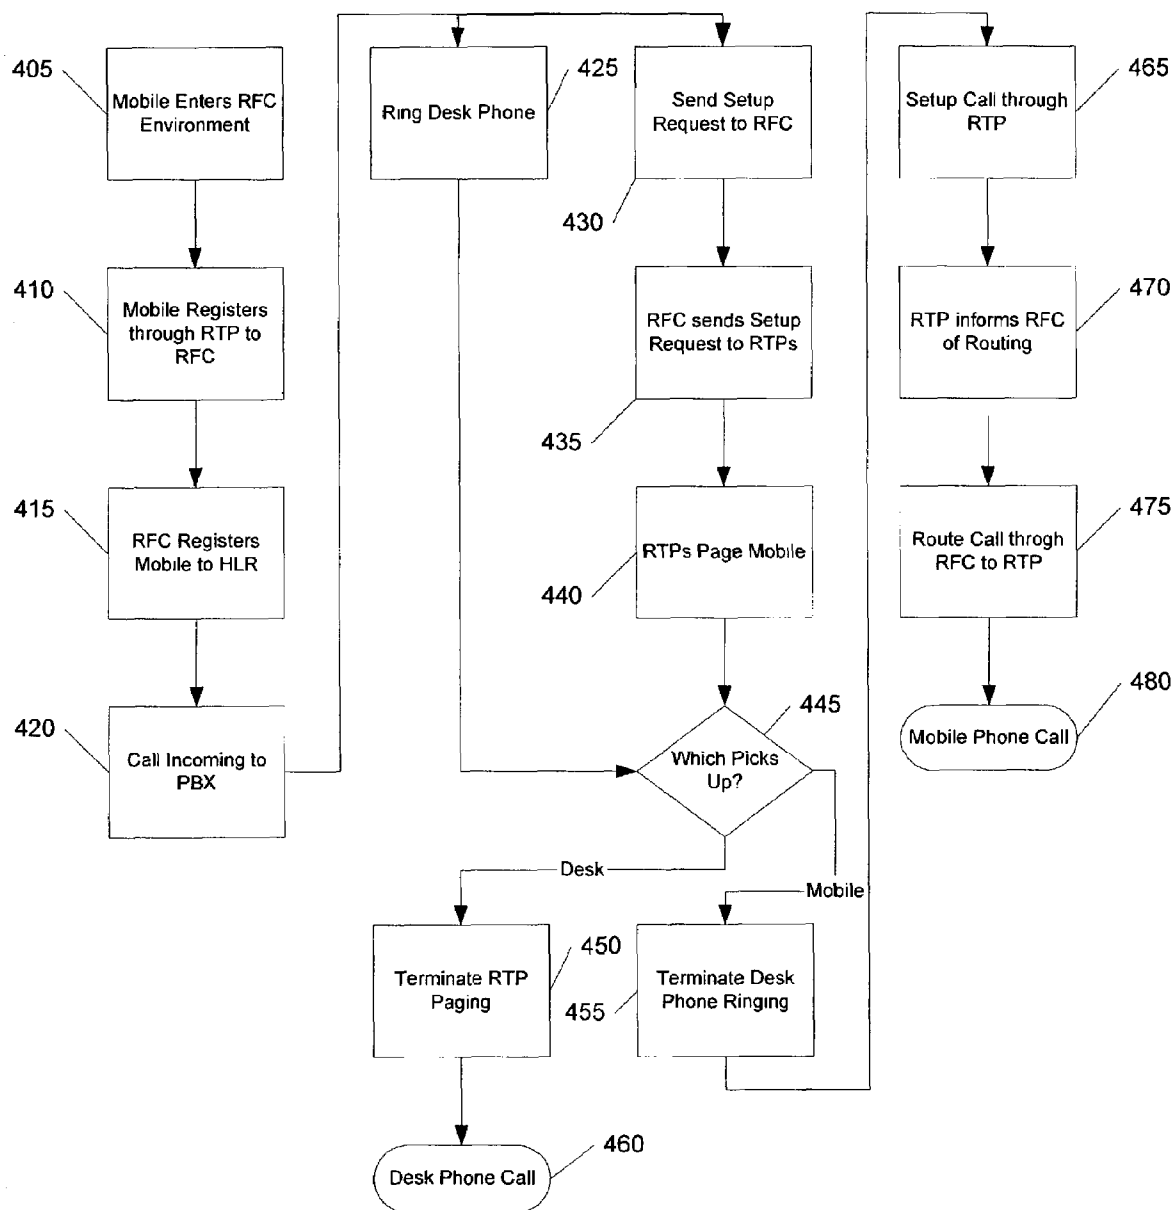 405
Mobile Enters RFC
Environment
410
Mobile Registers
through RTP to
RFC
415
RFC Registers
Mobile to HLR
420
Call Incoming to
PBX
425
Ring Desk Phone
Send Setup
Request to RFC
430
RFC sends Setup
Request to RTPs
435
RTPs Page Mobile
440
445
Which Picks
Up?
Desk
Mobile
450
Terminate RTP
Paging
Terminate Desk
Phone Ringing
455
460
Desk Phone Call
465
Setup Call through
RTP
470
RTP informs RFC
of Routing
475
Route Call throgh
RFC to RTP
480
Mobile Phone Call